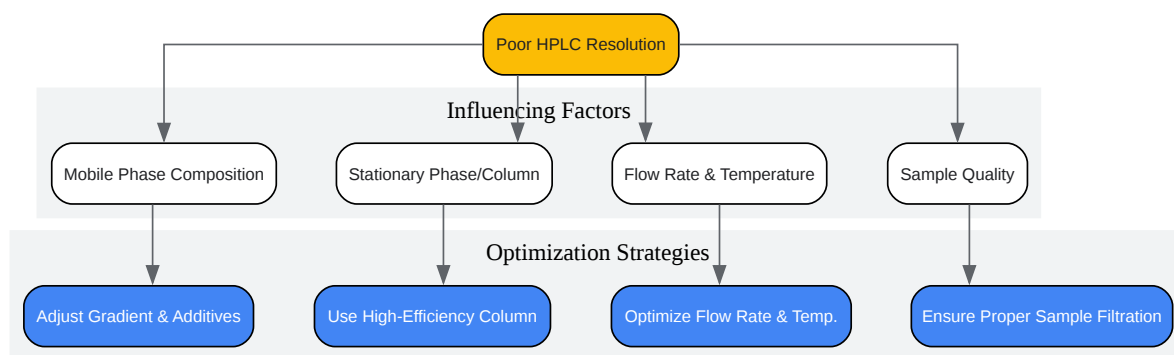 Poor HPLC Resolution
Influencing Factors
Mobile Phase Composition
Stationary Phase/Column
Flow Rate & Temperature
Sample Quality
Optimization Strategies
Adjust Gradient & Additives
Use High-Efficiency Column
Optimize Flow Rate & Temp.
Ensure Proper Sample Filtration